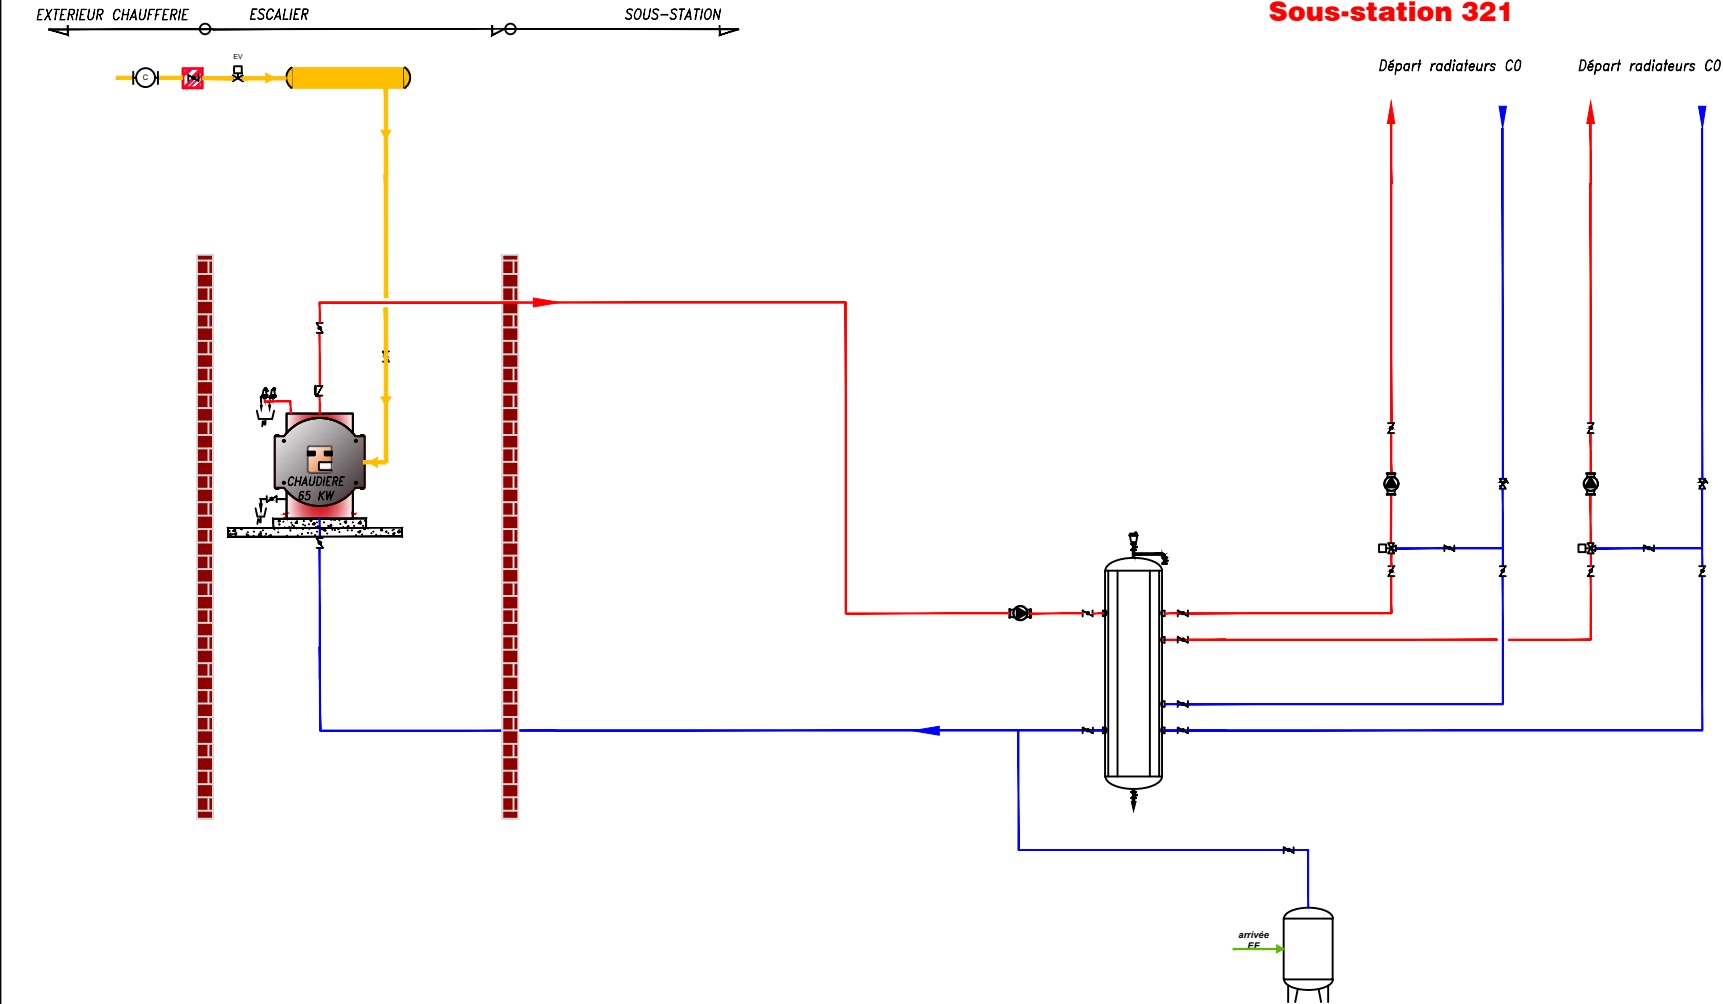 EXTERIEUR CHAUFFERIE
ESCALIER
SOUS-STATION
Sous-station 321
EV
C
Départ radiateurs CO
Départ radiateurs CO
CHAUDIERE
65 KW
arrivée
EF